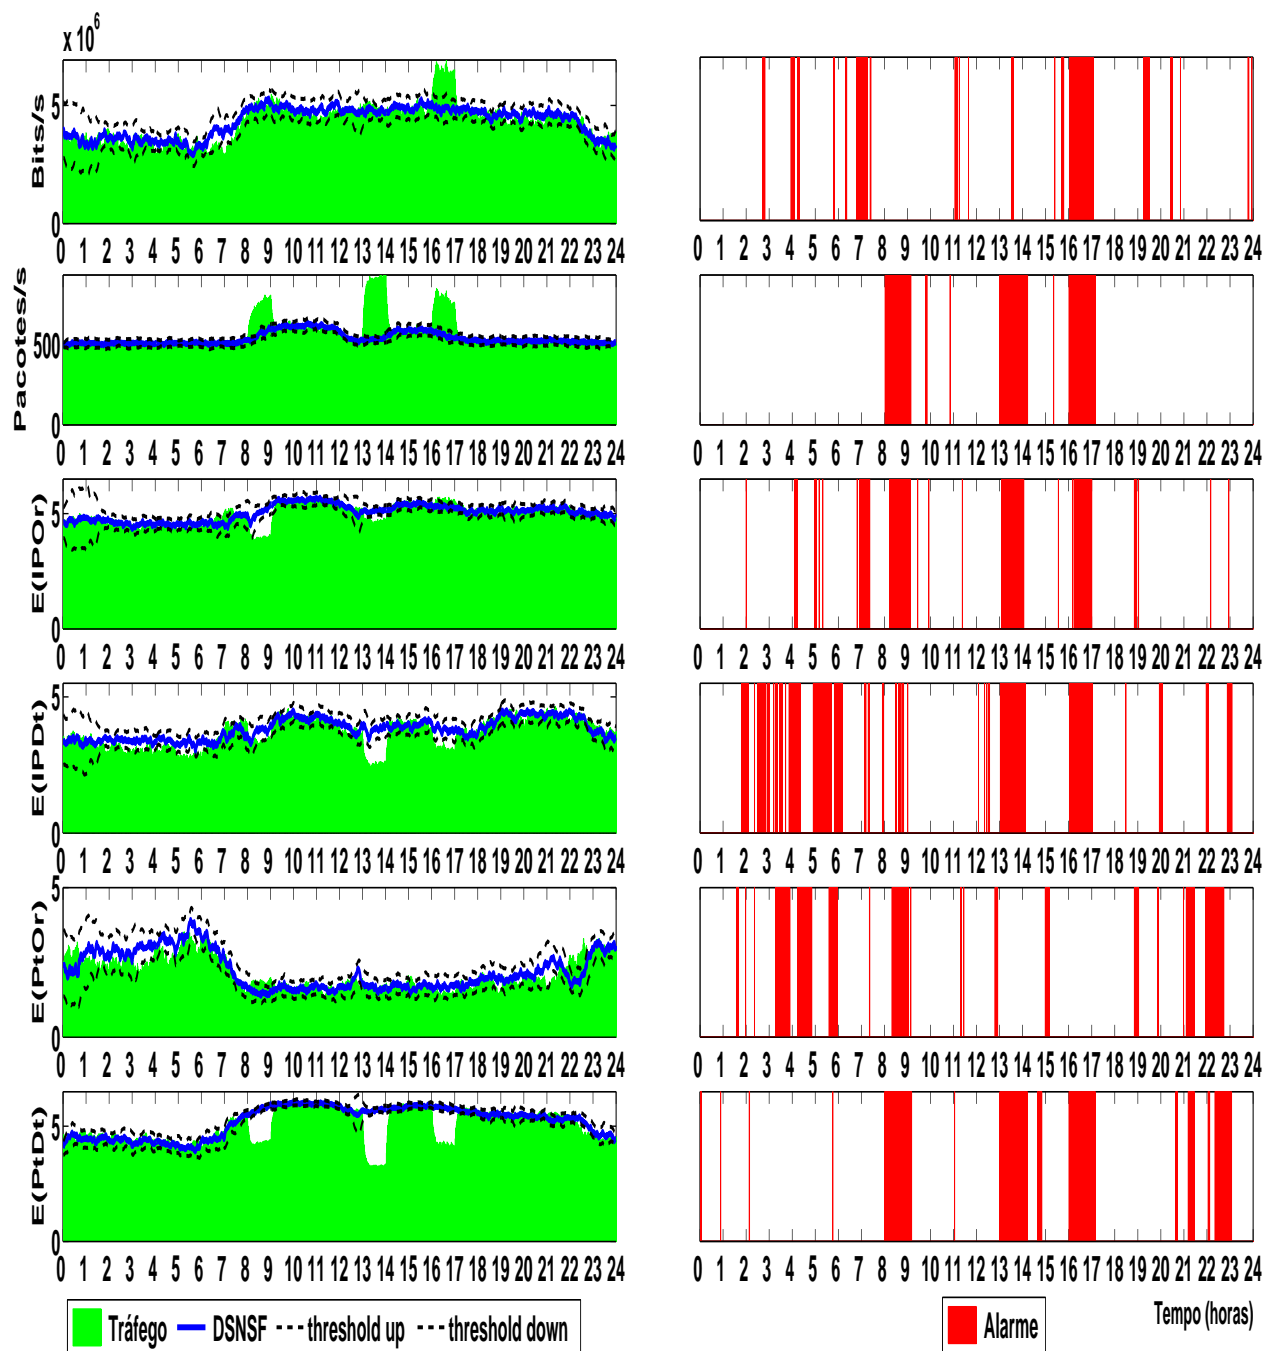 x 10^6
Bits/s
5
0
0 1 2 3 4 5 6 7 8 9 10 11 12 13 14 15 16 17 18 19 20 21 22 23 24
0 1 2 3 4 5 6 7 8 9 10 11 12 13 14 15 16 17 18 19 20 21 22 23 24
Pacotes/s
500
0
0 1 2 3 4 5 6 7 8 9 10 11 12 13 14 15 16 17 18 19 20 21 22 23 24
0 1 2 3 4 5 6 7 8 9 10 11 12 13 14 15 16 17 18 19 20 21 22 23 24
E(IPOr)
5
0
0 1 2 3 4 5 6 7 8 9 10 11 12 13 14 15 16 17 18 19 20 21 22 23 24
0 1 2 3 4 5 6 7 8 9 10 11 12 13 14 15 16 17 18 19 20 21 22 23 24
E(IPDt)
5
0
0 1 2 3 4 5 6 7 8 9 10 11 12 13 14 15 16 17 18 19 20 21 22 23 24
0 1 2 3 4 5 6 7 8 9 10 11 12 13 14 15 16 17 18 19 20 21 22 23 24
E(PtOr)
5
0
0 1 2 3 4 5 6 7 8 9 10 11 12 13 14 15 16 17 18 19 20 21 22 23 24
0 1 2 3 4 5 6 7 8 9 10 11 12 13 14 15 16 17 18 19 20 21 22 23 24
E(PtDt)
5
0
0 1 2 3 4 5 6 7 8 9 10 11 12 13 14 15 16 17 18 19 20 21 22 23 24
0 1 2 3 4 5 6 7 8 9 10 11 12 13 14 15 16 17 18 19 20 21 22 23 24
Tráfego DSNSF threshold up threshold down
Alarme
Tempo (horas)